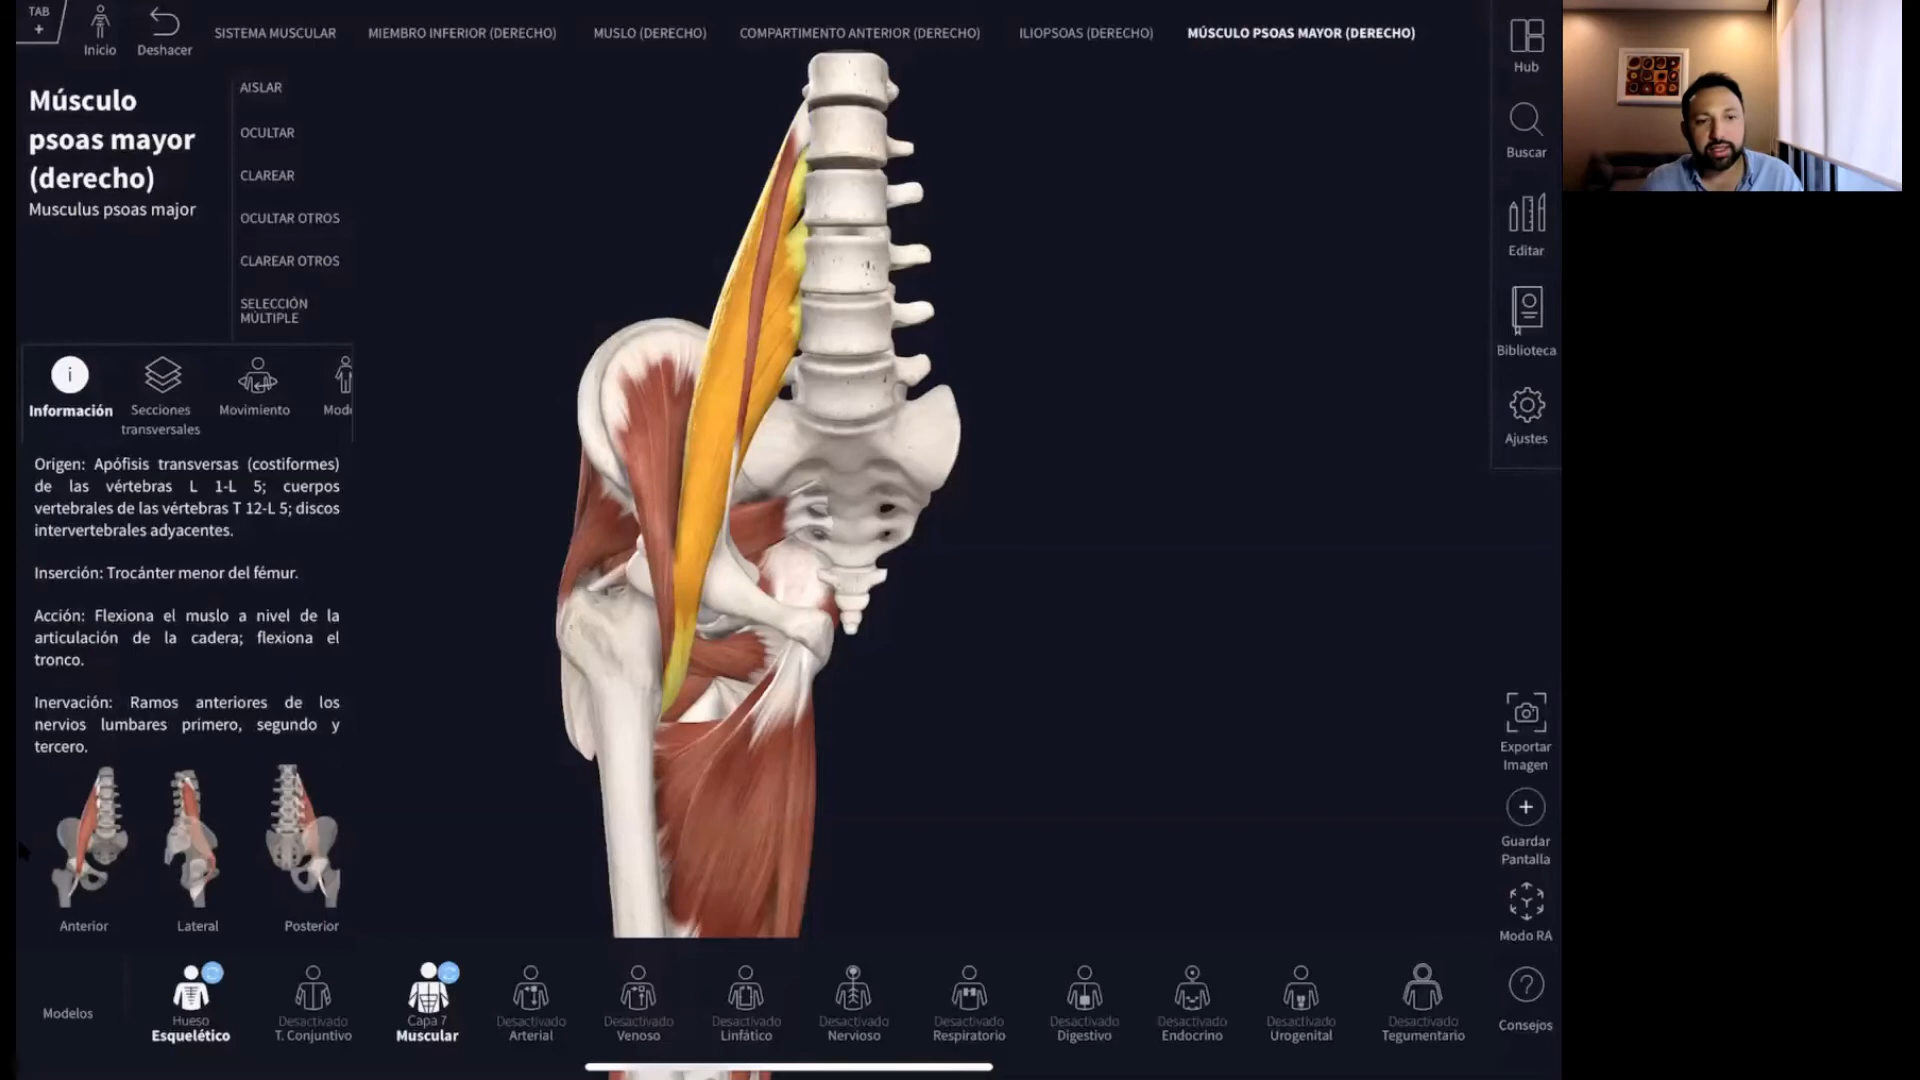 TAB
+
Inicio
Deshacer
SISTEMA MUSCULAR
MIEMBRO INFERIOR (DERECHO)
MUSLO (DERECHO)
COMPARTIMENTO ANTERIOR (DERECHO)
ILIOPSOAS (DERECHO)
MÚSCULO PSOAS MAYOR (DERECHO)
Músculo
psoas mayor
(derecho)
Musculus psoas major
AISLAR
OCULTAR
CLAREAR
OCULTAR OTROS
CLAREAR OTROS
SELECCIÓN
MÚLTIPLE
i
Información
Secciones
transversales
Movimiento
Origen: Apófisis transversas (costiformes)
de las vértebras L 1-L 5; cuerpos
vertebrales de las vértebras T 12-L 5; discos
intervertebrales adyacentes.
Inserción: Trocánter menor del fémur.
Acción: Flexiona el muslo a nivel de la
articulación de la cadera; flexiona el
tronco.
Inervación: Ramos anteriores de los
nervios lumbares primero, segundo y
tercero.
Anterior
Lateral
Posterior
Hub
Buscar
Editar
Biblioteca
Ajustes
Exportar
Imagen
+
Guardar
Pantalla
Modo RA
?
Consejos
Modelos
Hueso
Esquelético
Desactivado
T. Conjuntivo
Capa 7
Muscular
Desactivado
Arterial
Desactivado
Venoso
Desactivado
Linfático
Desactivado
Nervioso
Desactivado
Respiratorio
Desactivado
Digestivo
Desactivado
Endocrino
Desactivado
Urogenital
Desactivado
Tegumentario